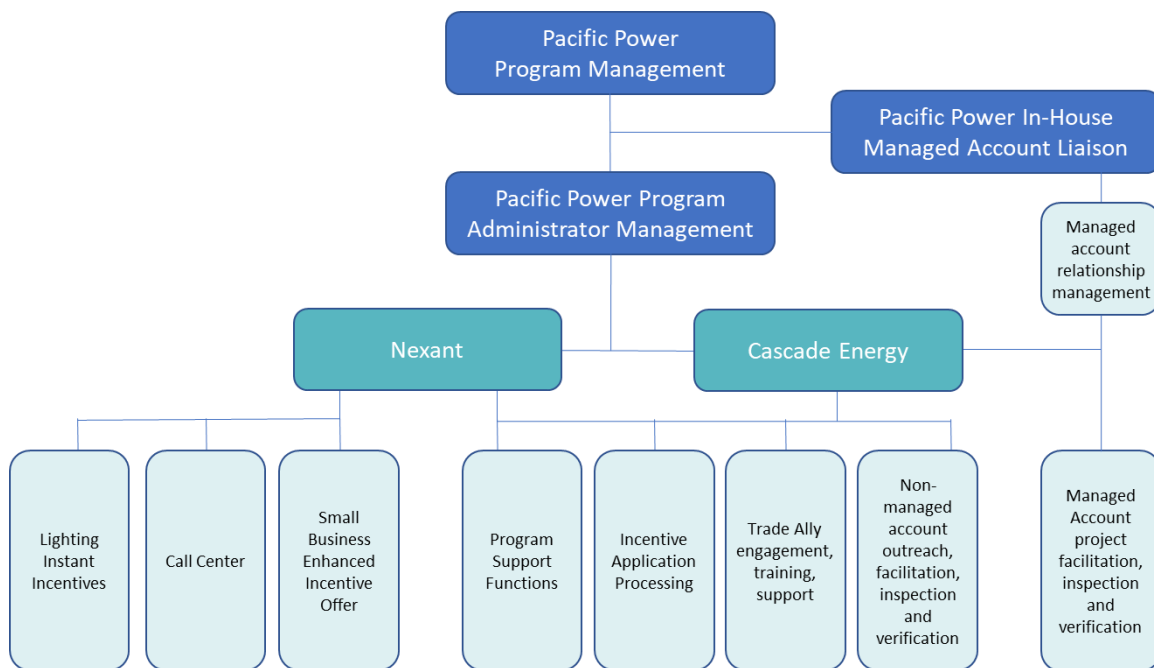 Pacific Power
Program Management
Pacific Power In-House
Managed Account Liaison
Pacific Power Program
Administrator Management
Managed
account
relationship
management
Nexant
Cascade Energy
Lighting
Instant
Incentives
Call Center
Small
Business
Enhanced
Incentive
Offer
Program
Support
Functions
Incentive
Application
Processing
Trade Ally
engagement,
training,
support
Non-
managed
account
outreach,
facilitation,
inspection
and
verification
Managed
Account
project
facilitation,
inspection
and
verification